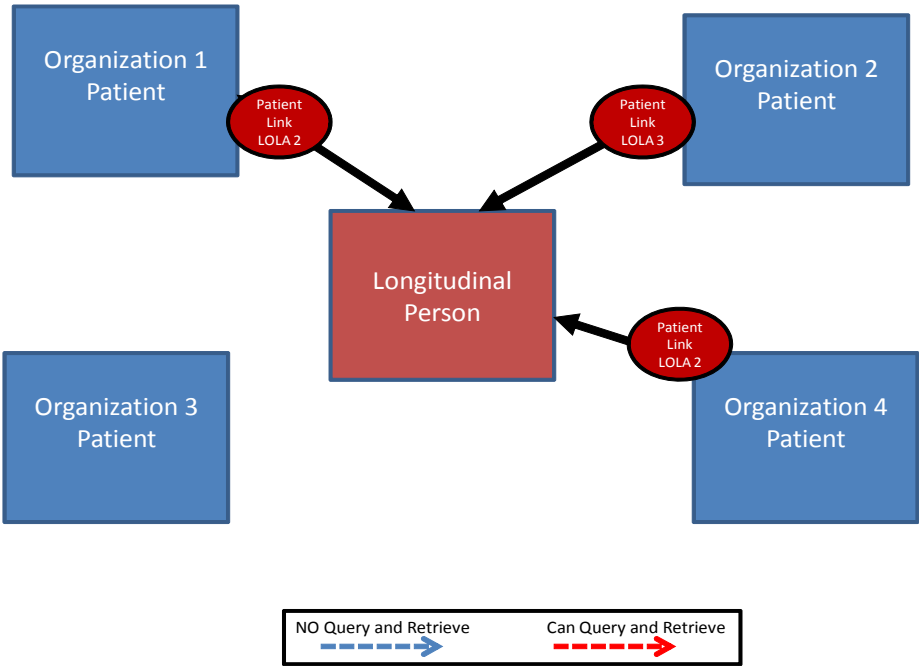 Organization 1
Patient
Patient
Link
LOLA 2
Patient
Link
LOLA 3
Organization 2
Patient
Longitudinal
Person
Patient
Link
LOLA 2
Organization 3
Patient
Organization 4
Patient
NO Query and Retrieve
Can Query and Retrieve